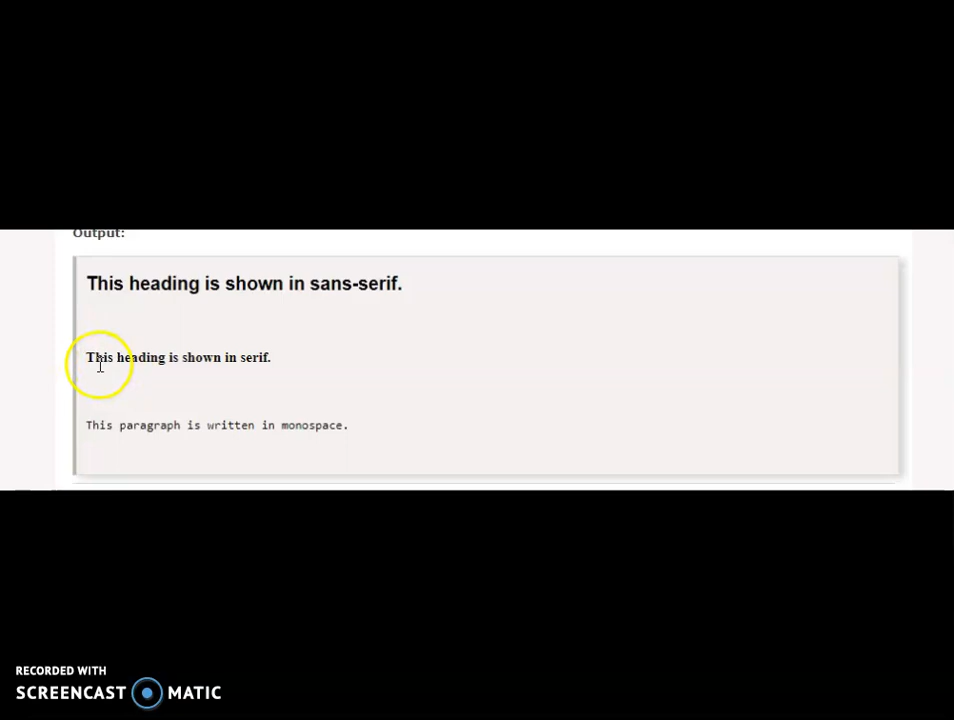 Output:
This heading is shown in sans-serif.
This heading is shown in serif.
This paragraph is written in monospace.
RECORDED WITH
SCREENCAST MATIC